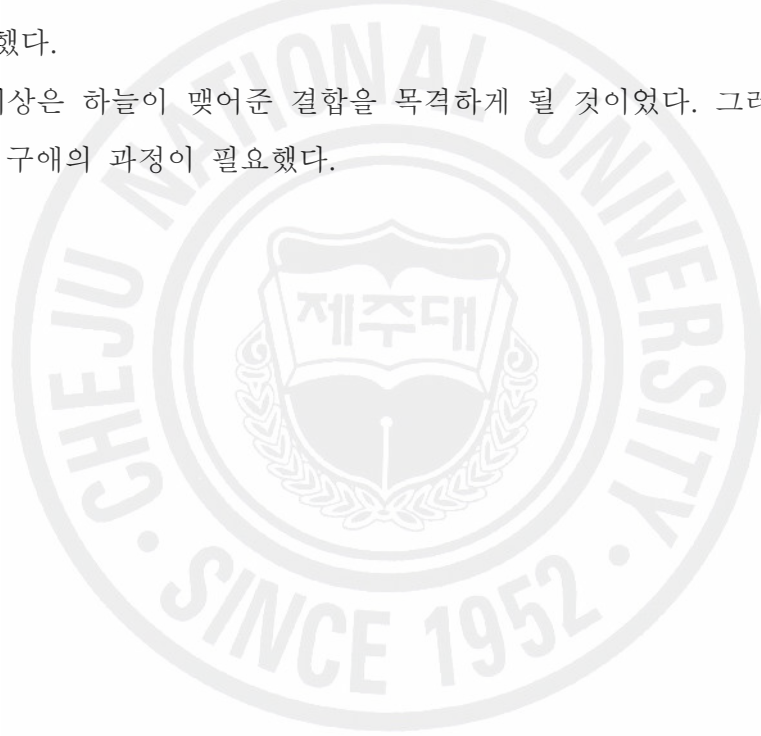 했다.
상은 하늘이 맺어준 결합을 목격하게 될 것이었다. 그러
구애의 과정이 필요했다.
CHEJU NATIONAL UNIVERSITY
제주대
· SINCE 1952 ·